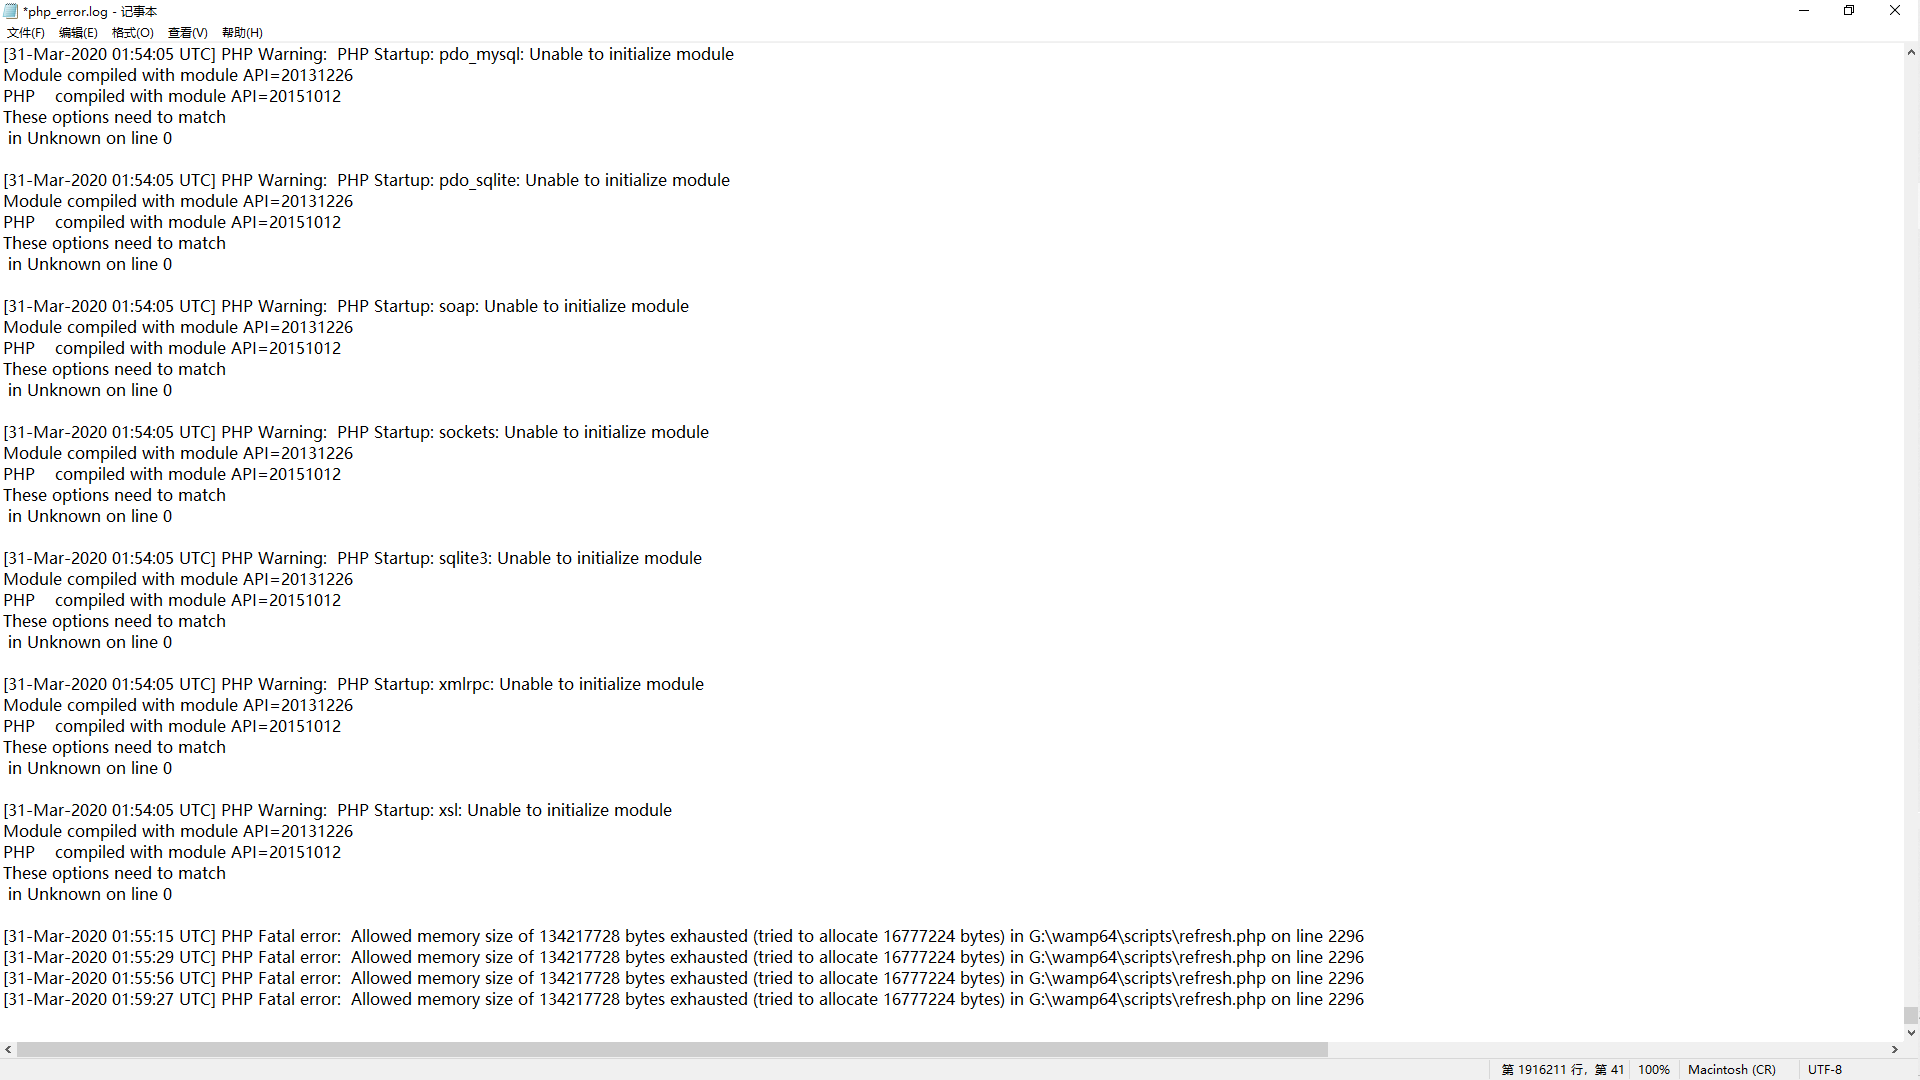 *php_error.log - 记事本
文件(F) 编辑(E) 格式(O) 查看(V) 帮助(H)
[31-Mar-2020 01:54:05 UTC] PHP Warning:  PHP Startup: pdo_mysql: Unable to initialize module
Module compiled with module API=20131226
PHP    compiled with module API=20151012
These options need to match
 in Unknown on line 0

[31-Mar-2020 01:54:05 UTC] PHP Warning:  PHP Startup: pdo_sqlite: Unable to initialize module
Module compiled with module API=20131226
PHP    compiled with module API=20151012
These options need to match
 in Unknown on line 0

[31-Mar-2020 01:54:05 UTC] PHP Warning:  PHP Startup: soap: Unable to initialize module
Module compiled with module API=20131226
PHP    compiled with module API=20151012
These options need to match
 in Unknown on line 0

[31-Mar-2020 01:54:05 UTC] PHP Warning:  PHP Startup: sockets: Unable to initialize module
Module compiled with module API=20131226
PHP    compiled with module API=20151012
These options need to match
 in Unknown on line 0

[31-Mar-2020 01:54:05 UTC] PHP Warning:  PHP Startup: sqlite3: Unable to initialize module
Module compiled with module API=20131226
PHP    compiled with module API=20151012
These options need to match
 in Unknown on line 0

[31-Mar-2020 01:54:05 UTC] PHP Warning:  PHP Startup: xmlrpc: Unable to initialize module
Module compiled with module API=20131226
PHP    compiled with module API=20151012
These options need to match
 in Unknown on line 0

[31-Mar-2020 01:54:05 UTC] PHP Warning:  PHP Startup: xsl: Unable to initialize module
Module compiled with module API=20131226
PHP    compiled with module API=20151012
These options need to match
 in Unknown on line 0

[31-Mar-2020 01:55:15 UTC] PHP Fatal error:  Allowed memory size of 134217728 bytes exhausted (tried to allocate 16777224 bytes) in G:\wamp64\scripts\refresh.php on line 2296
[31-Mar-2020 01:55:29 UTC] PHP Fatal error:  Allowed memory size of 134217728 bytes exhausted (tried to allocate 16777224 bytes) in G:\wamp64\scripts\refresh.php on line 2296
[31-Mar-2020 01:55:56 UTC] PHP Fatal error:  Allowed memory size of 134217728 bytes exhausted (tried to allocate 16777224 bytes) in G:\wamp64\scripts\refresh.php on line 2296
[31-Mar-2020 01:59:27 UTC] PHP Fatal error:  Allowed memory size of 134217728 bytes exhausted (tried to allocate 16777224 bytes) in G:\wamp64\scripts\refresh.php on line 2296
第 1916211 行，第 41 100% Macintosh (CR) UTF-8